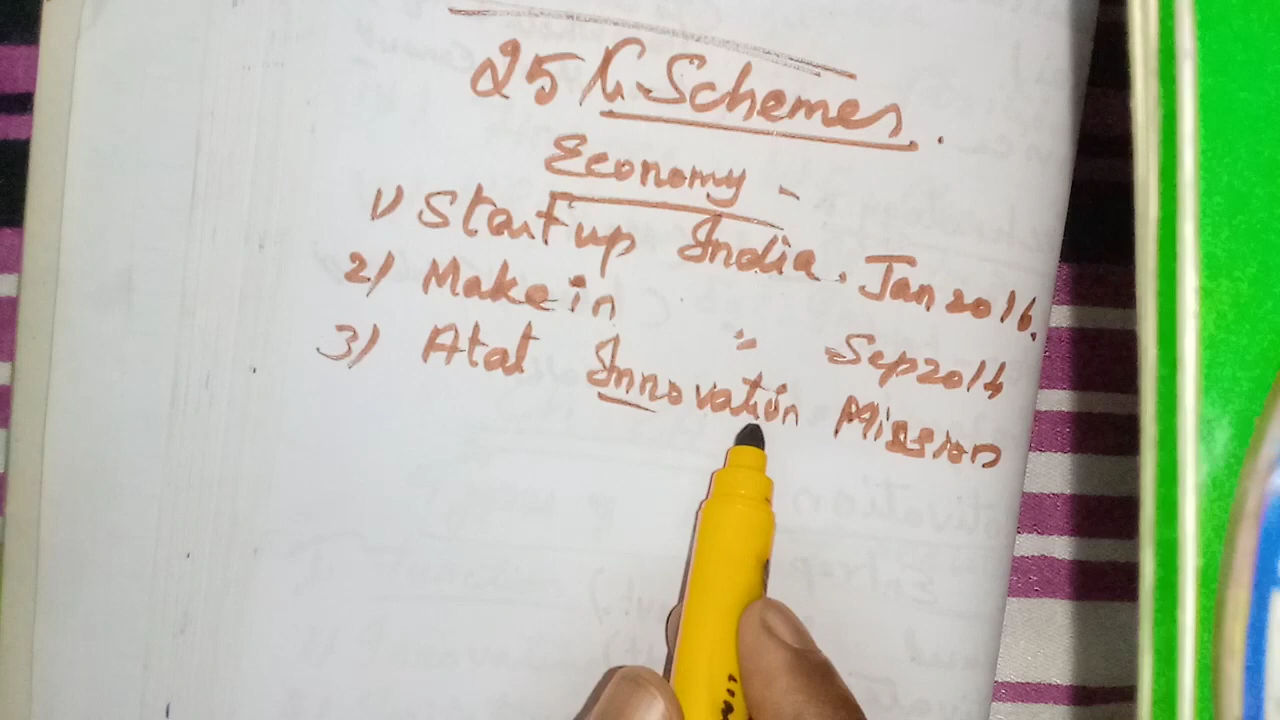 25 G. Schemes.
Economy -
1) Startup India. Jan 2016.
2) Make in " Sep 2014
3) Atal Innovation Mission